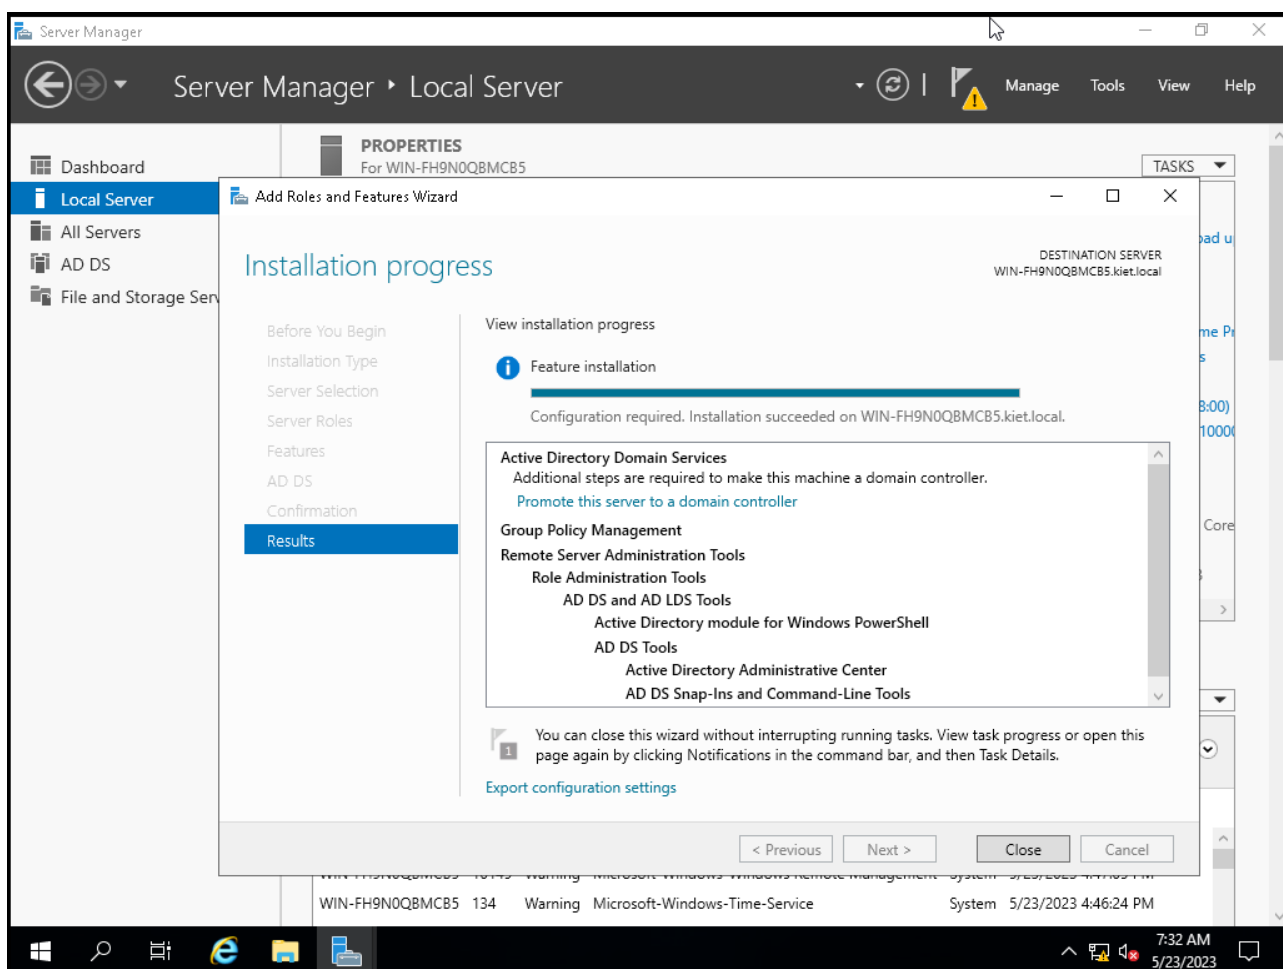 Server Manager
Server Manager • Local Server
Manage Tools View Help
Dashboard
Local Server
All Servers
AD DS
File and Storage Serv
PROPERTIES
For WIN-FH9N0QBMCB5
TASKS
Add Roles and Features Wizard
Installation progress
DESTINATION SERVER
WIN-FH9N0QBMCB5.kiet.local
Before You Begin
Installation Type
Server Selection
Server Roles
Features
AD DS
Confirmation
Results
View installation progress
Feature installation
Configuration required. Installation succeeded on WIN-FH9N0QBMCB5.kiet.local.
Active Directory Domain Services
Additional steps are required to make this machine a domain controller.
Promote this server to a domain controller
Group Policy Management
Remote Server Administration Tools
Role Administration Tools
AD DS and AD LDS Tools
Active Directory module for Windows PowerShell
AD DS Tools
Active Directory Administrative Center
AD DS Snap-Ins and Command-Line Tools
1
You can close this wizard without interrupting running tasks. View task progress or open this
page again by clicking Notifications in the command bar, and then Task Details.
Export configuration settings
< Previous Next > Close Cancel
oad u
me Pr
s
8:00)
1000
Core
WIN-FH9N0QBMCB5 134 Warning Microsoft-Windows-Time-Service System 5/23/2023 4:46:24 PM
7:32 AM
5/23/2023